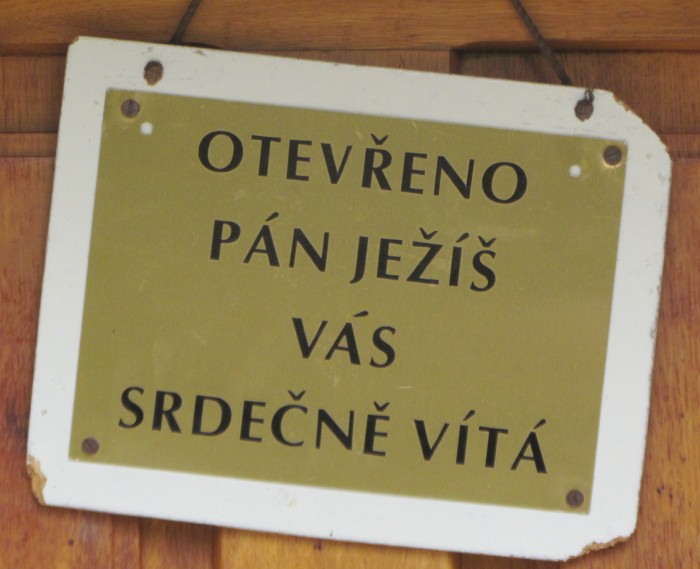 OTEVŘENO
PÁN JEŽÍŠ
VÁS
SRDEČNĚ VÍTÁ